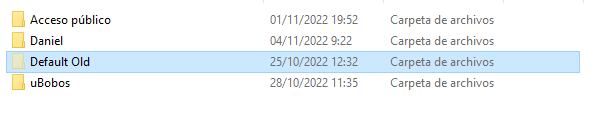 Acceso público 01/11/2022 19:52 Carpeta de archivos
Daniel 04/11/2022 9:22 Carpeta de archivos
Default Old 25/10/2022 12:32 Carpeta de archivos
uBobos 28/10/2022 11:35 Carpeta de archivos